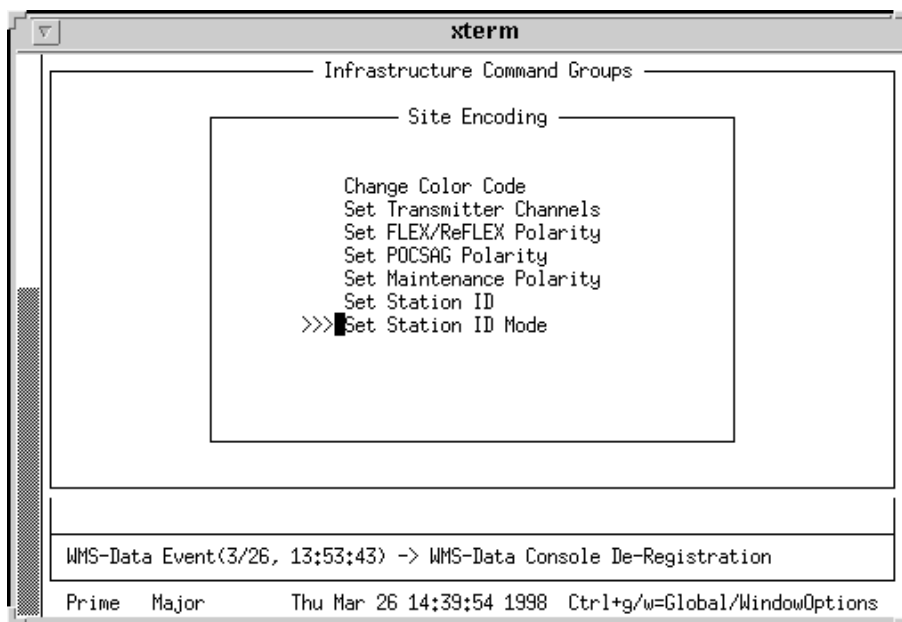 xterm
Infrastructure Command Groups
Site Encoding
Change Color Code
Set Transmitter Channels
Set FLEX/ReFLEX Polarity
Set POCSAG Polarity
Set Maintenance Polarity
Set Station ID
>>> Set Station ID Mode
WMS-Data Event(3/26, 13:53:43) -> WMS-Data Console De-Registration
Prime Major Thu Mar 26 14:39:54 1998 Ctrl+g/w=Global/WindowOptions